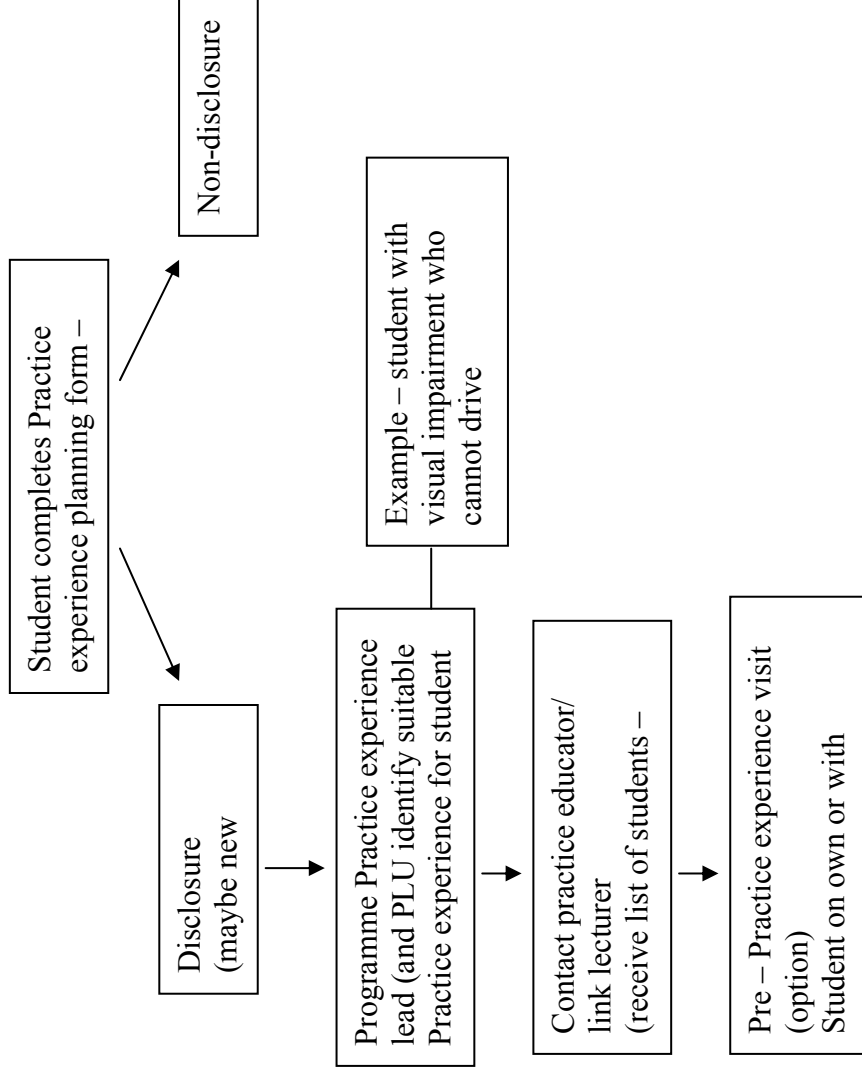 Student completes Practice
experience planning form –
Non-disclosure
Disclosure
(maybe new
Programme Practice experience
lead (and PLU identify suitable
Practice experience for student
Example – student with
visual impairment who
cannot drive
Contact practice educator/
link lecturer
(receive list of students –
Pre – Practice experience visit
(option)
Student on own or with